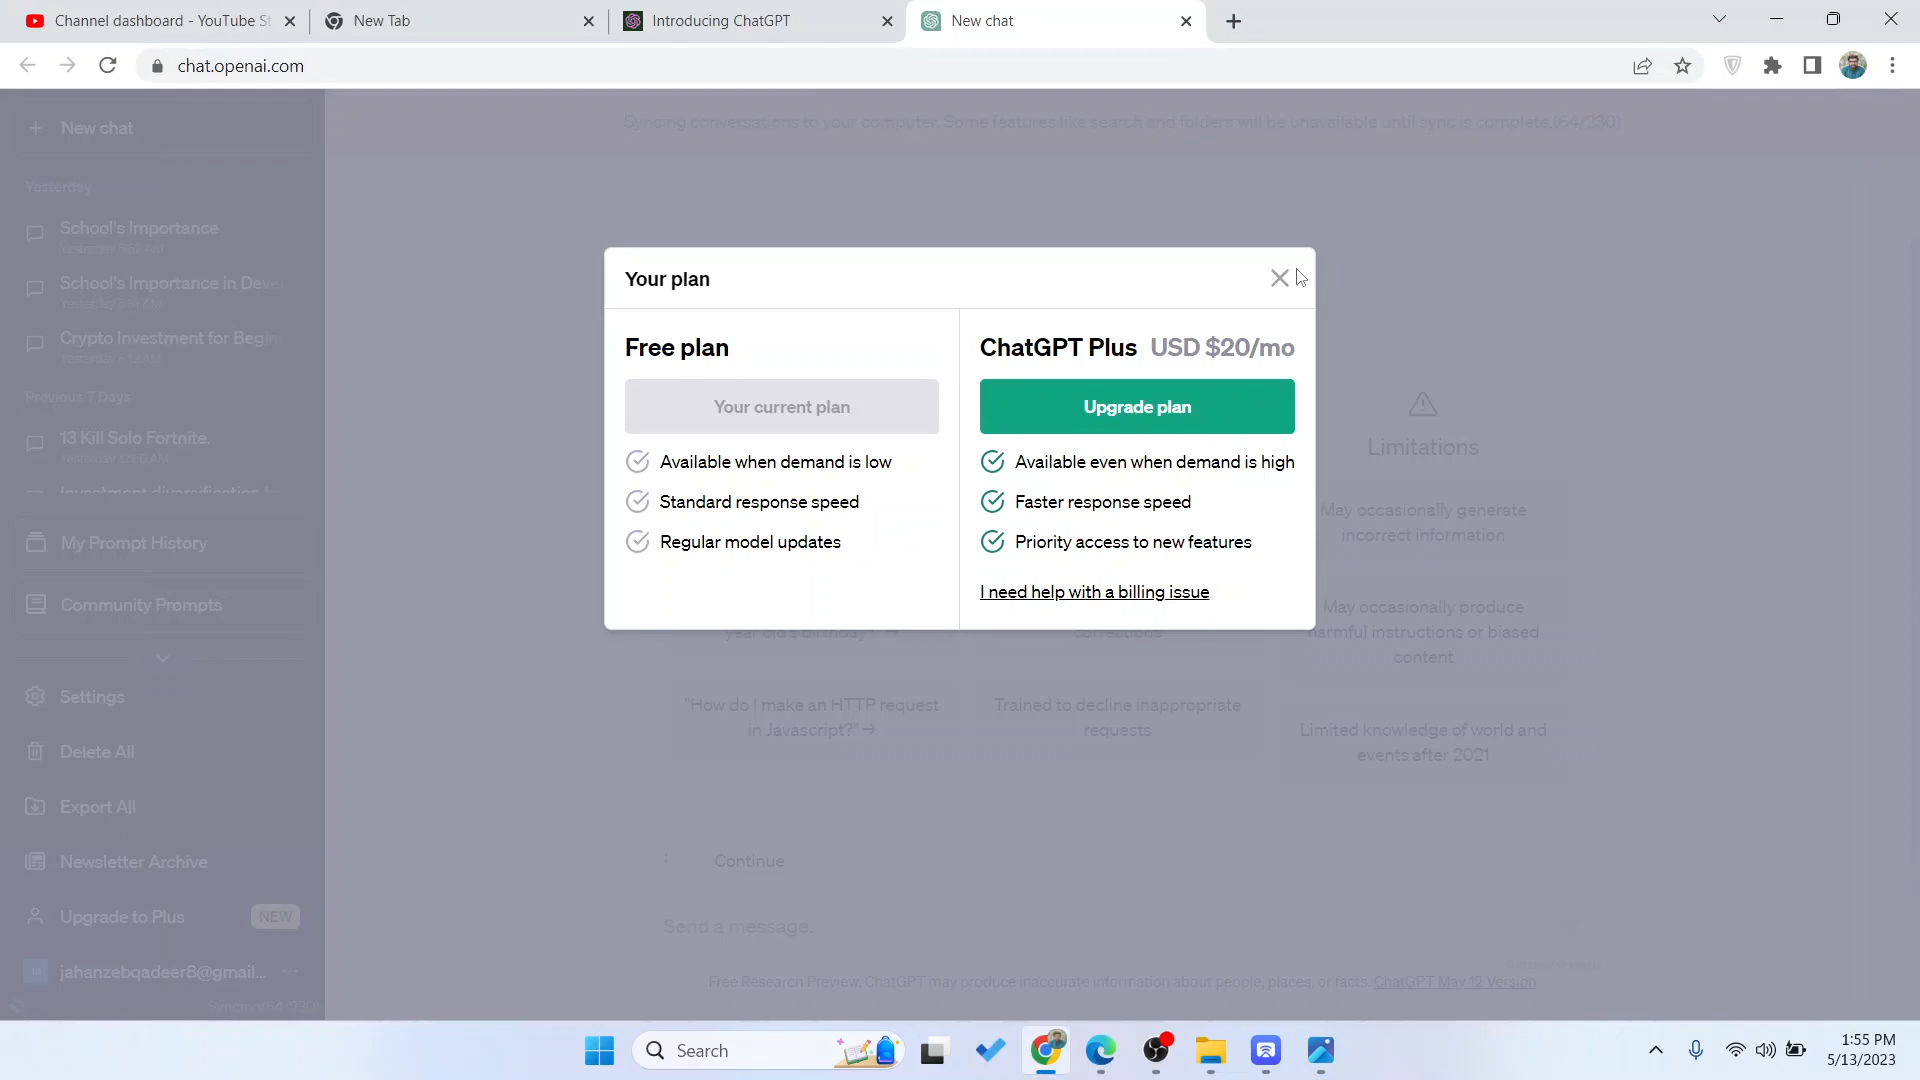 Channel dashboard - YouTube St
New Tab
Introducing ChatGPT
New chat
chat.openai.com
New chat
Syncing conversations to your computer. Some features like search and folders will be unavailable until sync is complete.(64/230)
Yesterday
School's Importance
School's Importance in Deve
Crypto Investment for Begin
Previous 7 Days
13 Kill Solo Fortnite.
Investment diversification
My Prompt History
Community Prompts
Settings
Delete All
Export All
Newsletter Archive
Upgrade to Plus
NEW
jahanzebqadeer8@gmail...
Your plan
Free plan
Your current plan
Available when demand is low
Standard response speed
Regular model updates
ChatGPT Plus USD $20/mo
Upgrade plan
Available even when demand is high
Faster response speed
Priority access to new features
I need help with a billing issue
Limitations
May occasionally generate
incorrect information
year old's birthday?" →
corrections
May occasionally produce
harmful instructions or biased
content
"How do I make an HTTP request
in Javascript?" →
Trained to decline inappropriate
requests
Limited knowledge of world and
events after 2021
Continue
Send a message.
Free Research Preview. ChatGPT may produce inaccurate information about people, places, or facts. ChatGPT May 12 Version
Search
1:55 PM
5/13/2023